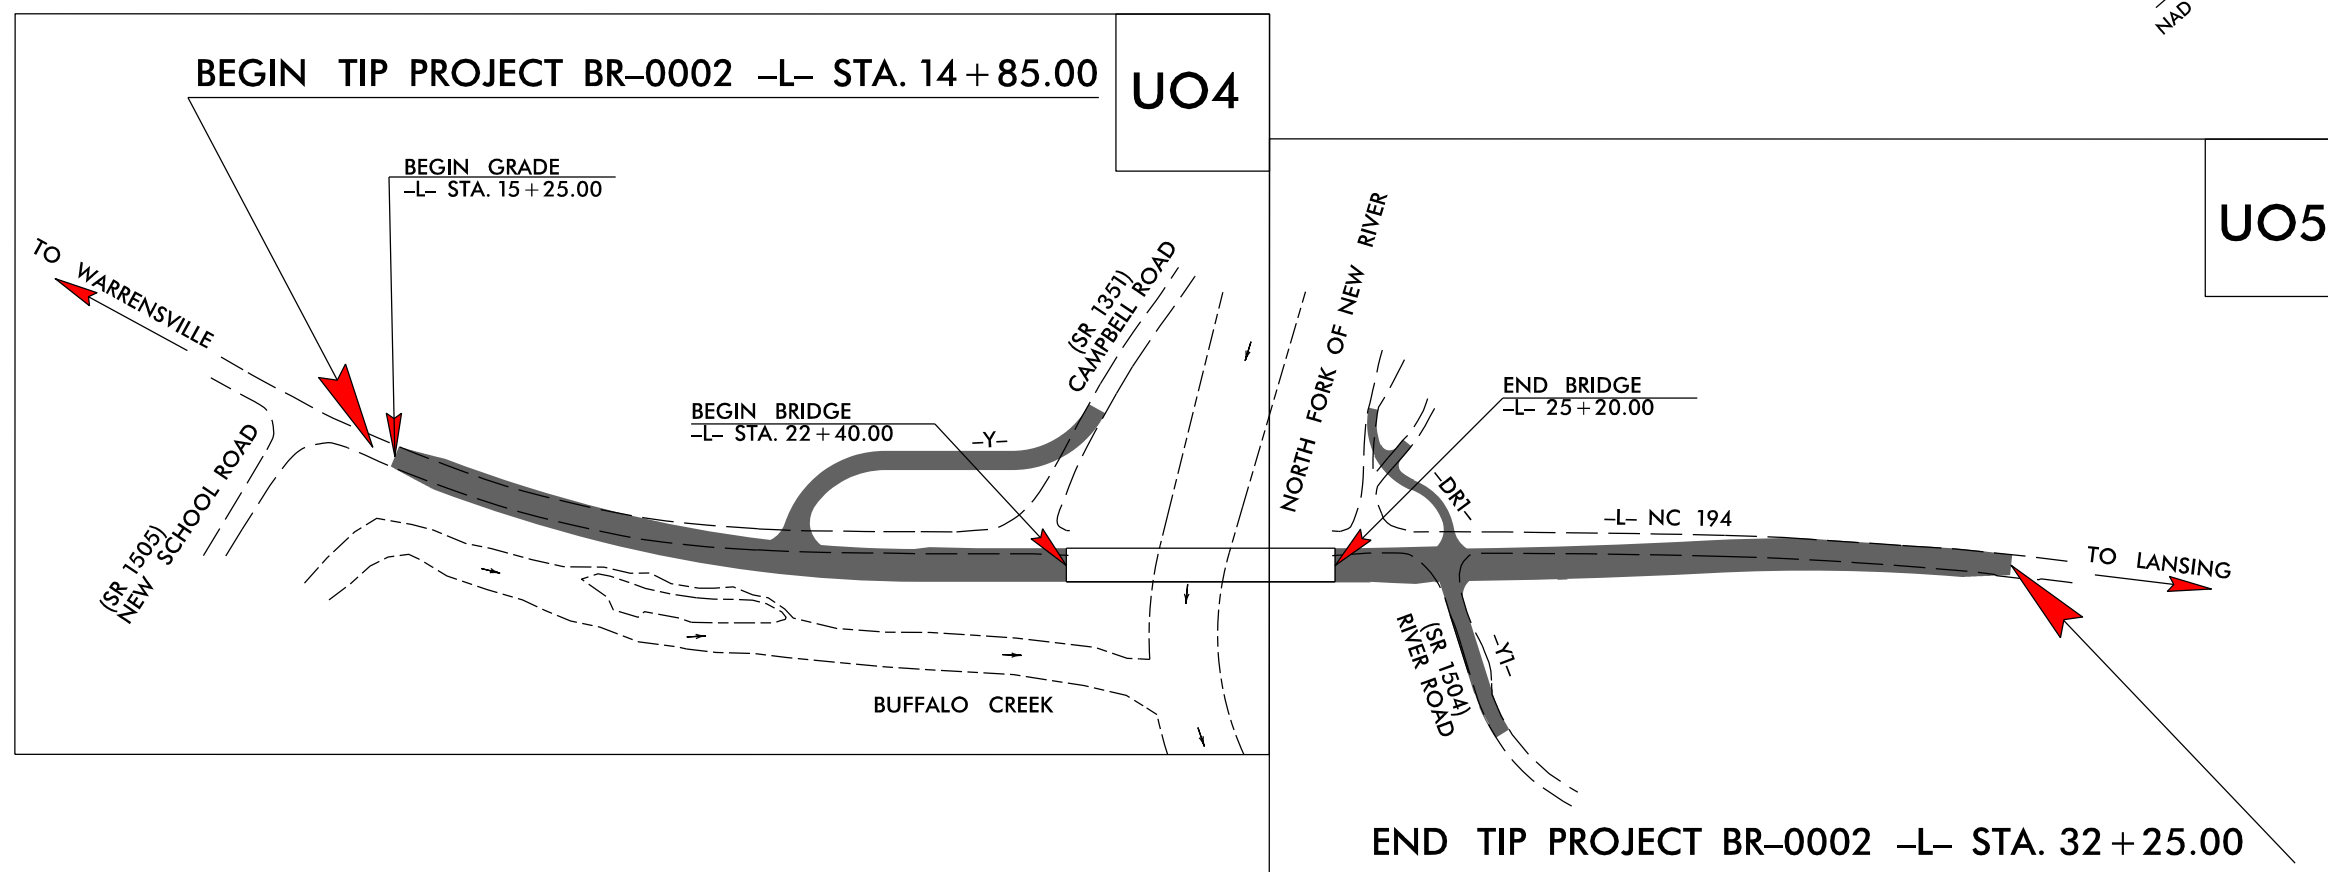 NAD
BEGIN TIP PROJECT BR–0002 –L– STA. 14+85.00
UO4
BEGIN GRADE
–L– STA. 15+25.00
UO5
TO WARRENSVILLE
(SR 1351)
CAMPBELL ROAD
NORTH FORK OF NEW RIVER
BEGIN BRIDGE
–L– STA. 22+40.00
–Y–
END BRIDGE
–L– 25+20.00
(SR 1505)
NEW SCHOOL ROAD
–DR1–
–L– NC 194
TO LANSING
(SR 1504)
RIVER ROAD
–Y1–
BUFFALO CREEK
END TIP PROJECT BR–0002 –L– STA. 32+25.00